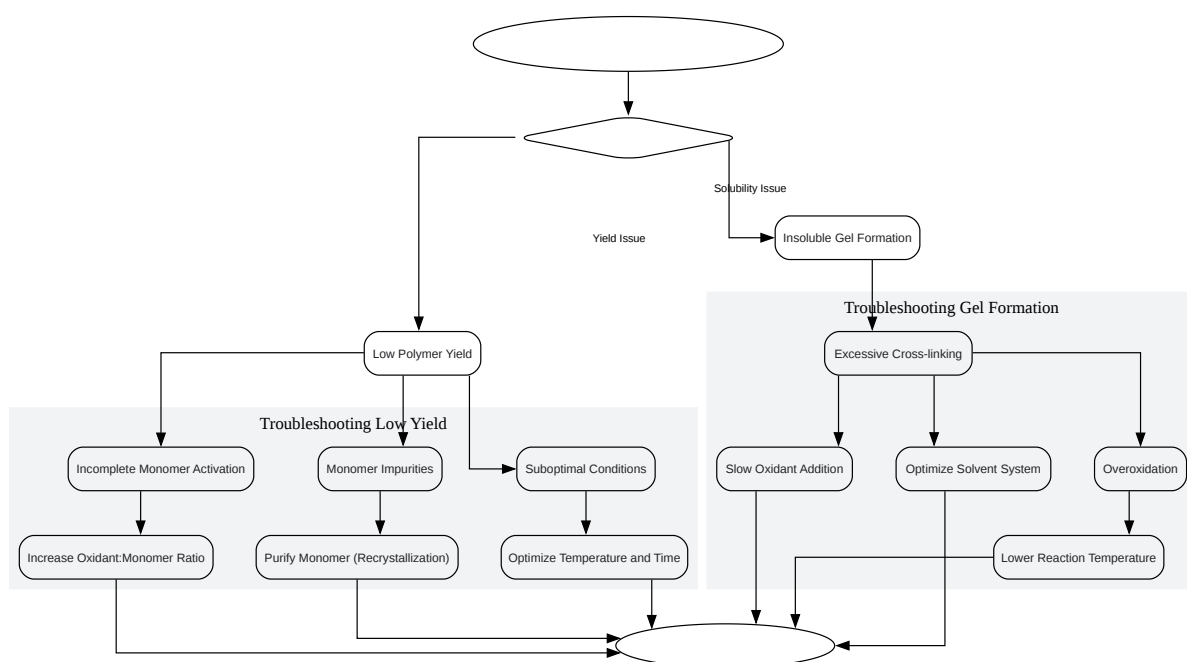 Solubility Issue
Yield Issue
Insoluble Gel Formation
Troubleshooting Gel Formation
Low Polymer Yield
Excessive Cross-linking
Troubleshooting Low Yield
Incomplete Monomer Activation
Monomer Impurities
Suboptimal Conditions
Slow Oxidant Addition
Optimize Solvent System
Overoxidation
Increase Oxidant:Monomer Ratio
Purify Monomer (Recrystallization)
Optimize Temperature and Time
Lower Reaction Temperature